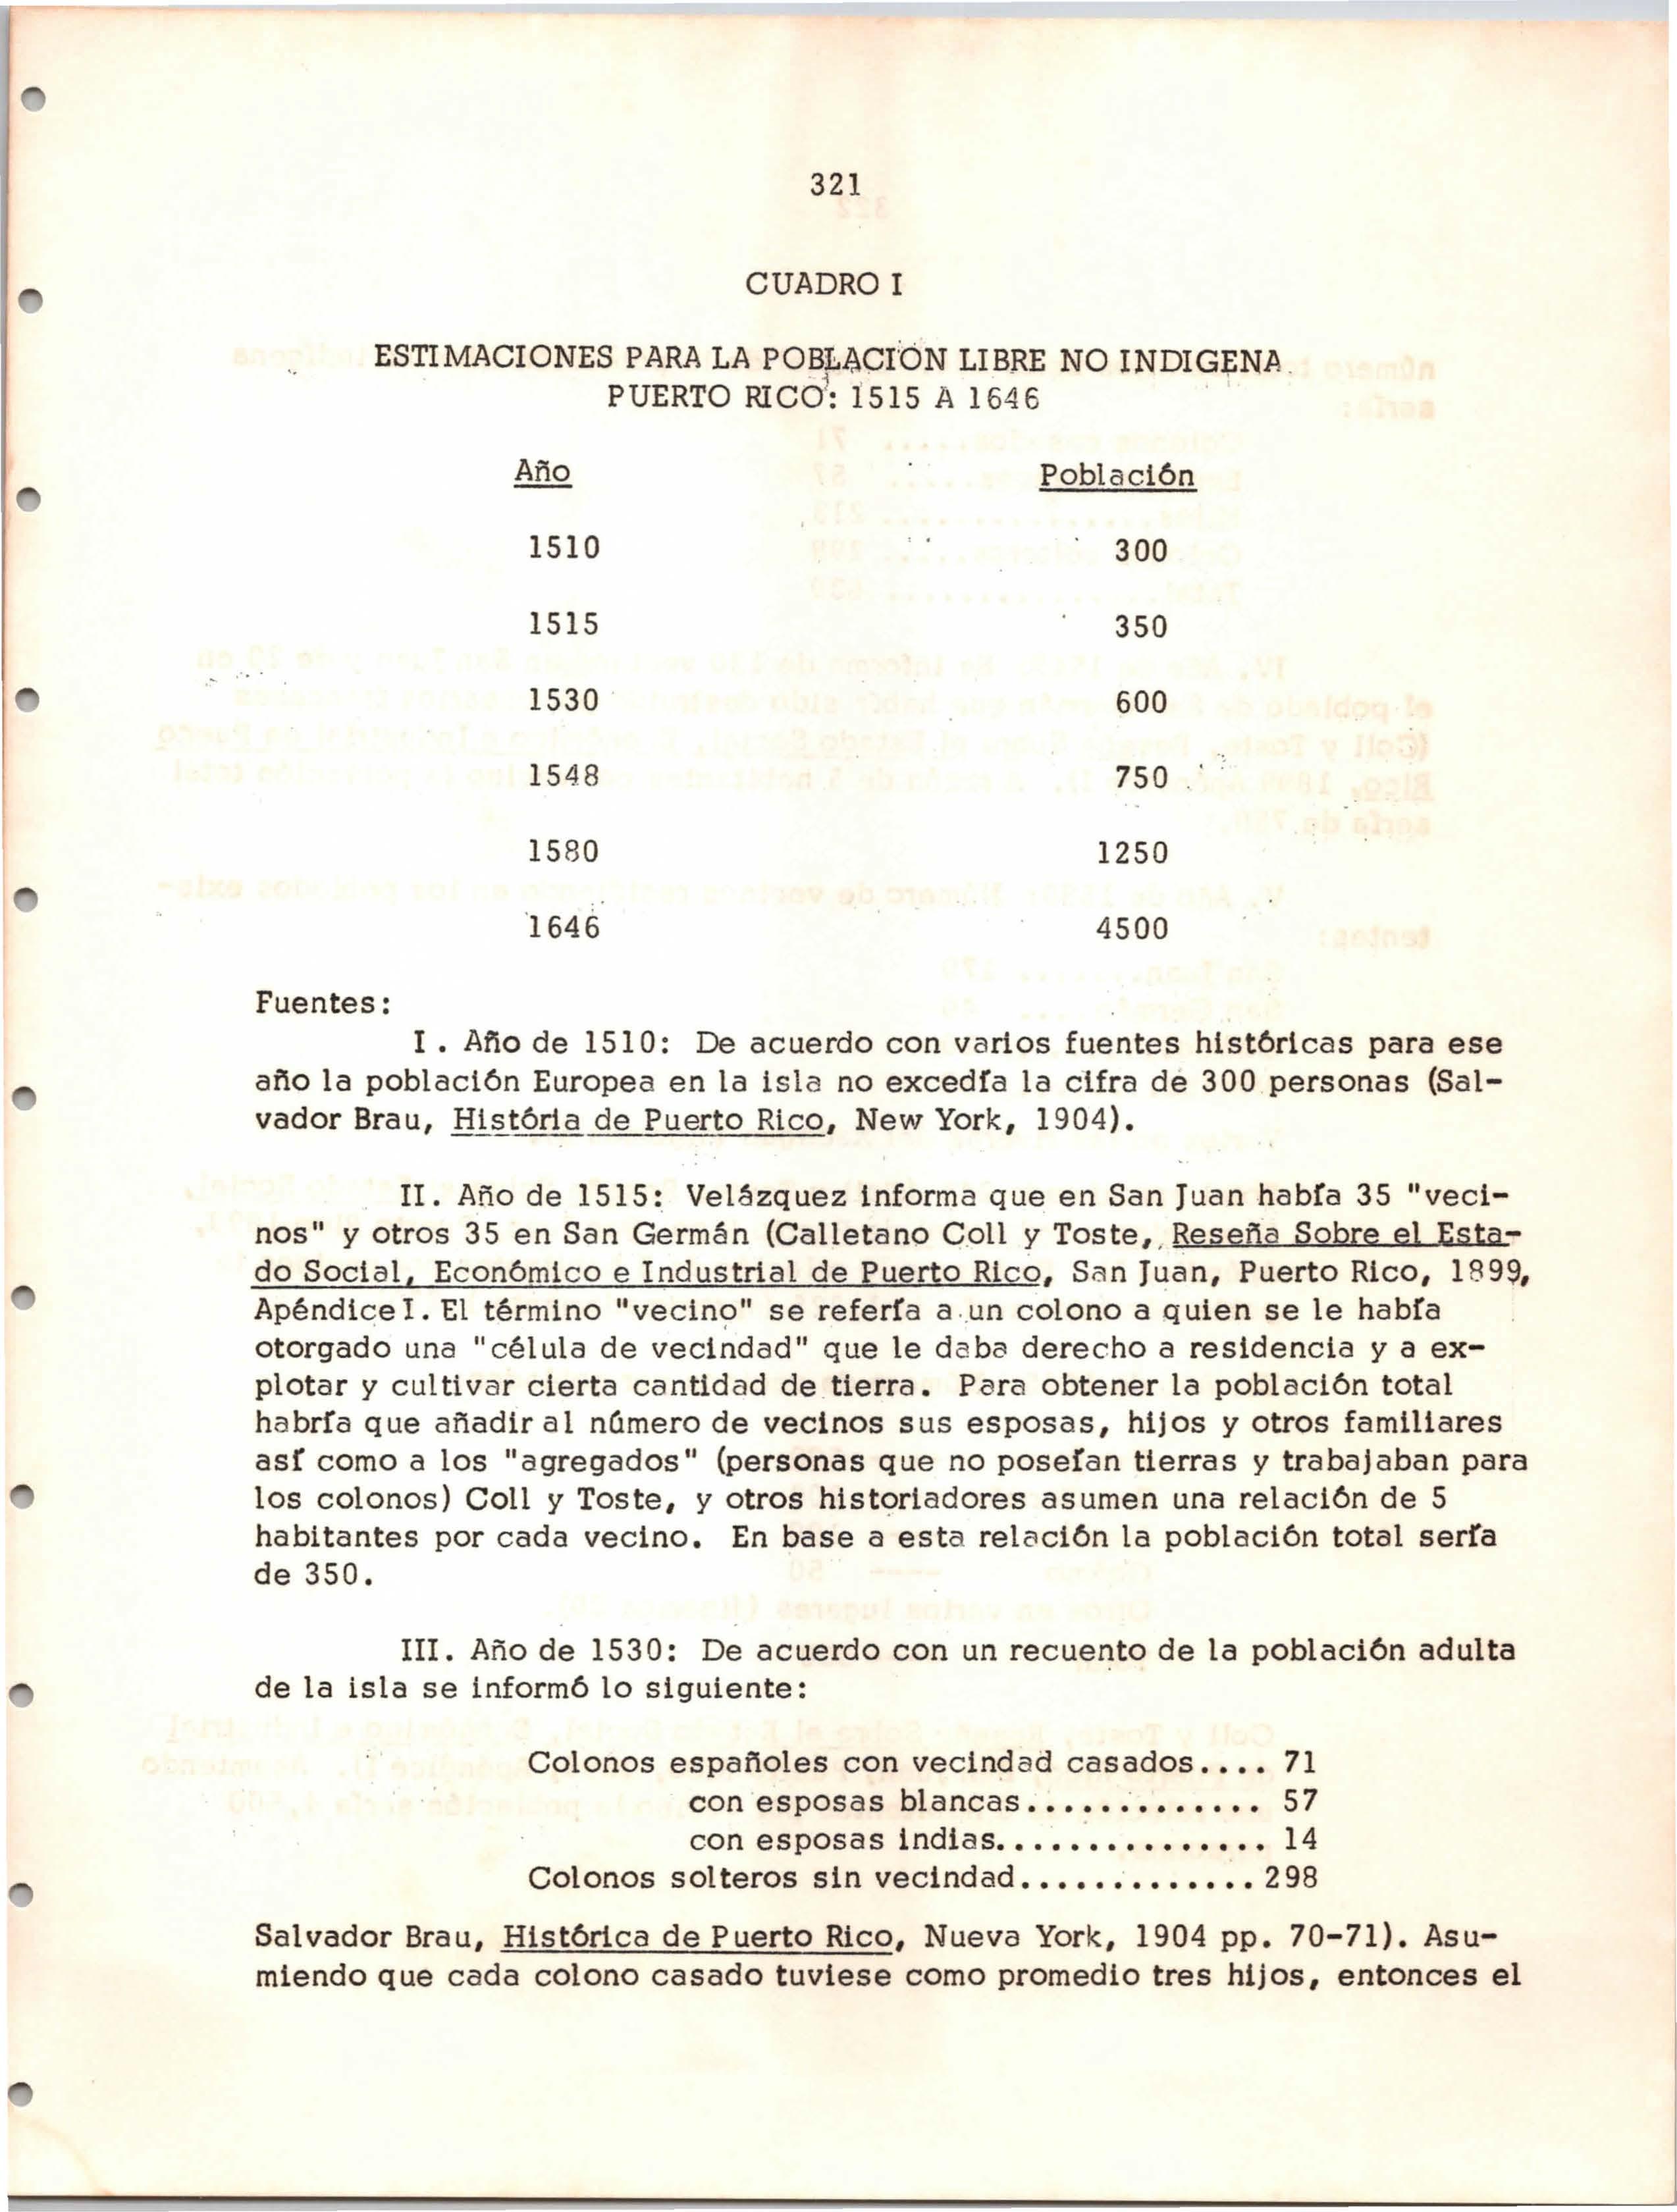 321
CUADRO I
ESTIMACIONES PARA LA POBLACION LIBRE NO INDIGENA
PUERTO RICO: 1515 A 1646
Año Población
1510 300
1515 350
1530 600
1548 750
1580 1250
1646 4500
Fuentes:
I. Año de 1510: De acuerdo con varios fuentes históricas para ese
año la población Europea en la isla no excedía la cifra de 300 personas (Sal-
vador Brau, História de Puerto Rico, New York, 1904).
II. Año de 1515: Velázquez informa que en San Juan había 35 "veci-
nos" y otros 35 en San Germán (Calletano Coll y Toste, Reseña Sobre el Esta-
do Social, Económico e Industrial de Puerto Rico, San Juan, Puerto Rico, 1899,
Apéndice I. El término "vecino" se refería a un colono a quien se le había
otorgado una "célula de vecindad" que le daba derecho a residencia y a ex-
plotar y cultivar cierta cantidad de tierra. Para obtener la población total
habría que añadir al número de vecinos sus esposas, hijos y otros familiares
así como a los "agregados" (personas que no poseían tierras y trabajaban para
los colonos) Coll y Toste, y otros historiadores asumen una relación de 5
habitantes por cada vecino. En base a esta relación la población total sería
de 350.
III. Año de 1530: De acuerdo con un recuento de la población adulta
de la isla se informó lo siguiente:
Colonos españoles con vecindad casados.... 71
con esposas blancas............. 57
con esposas indias............... 14
Colonos solteros sin vecindad............. 298
Salvador Brau, Histórica de Puerto Rico, Nueva York, 1904 pp. 70-71). Asu-
miendo que cada colono casado tuviese como promedio tres hijos, entonces el